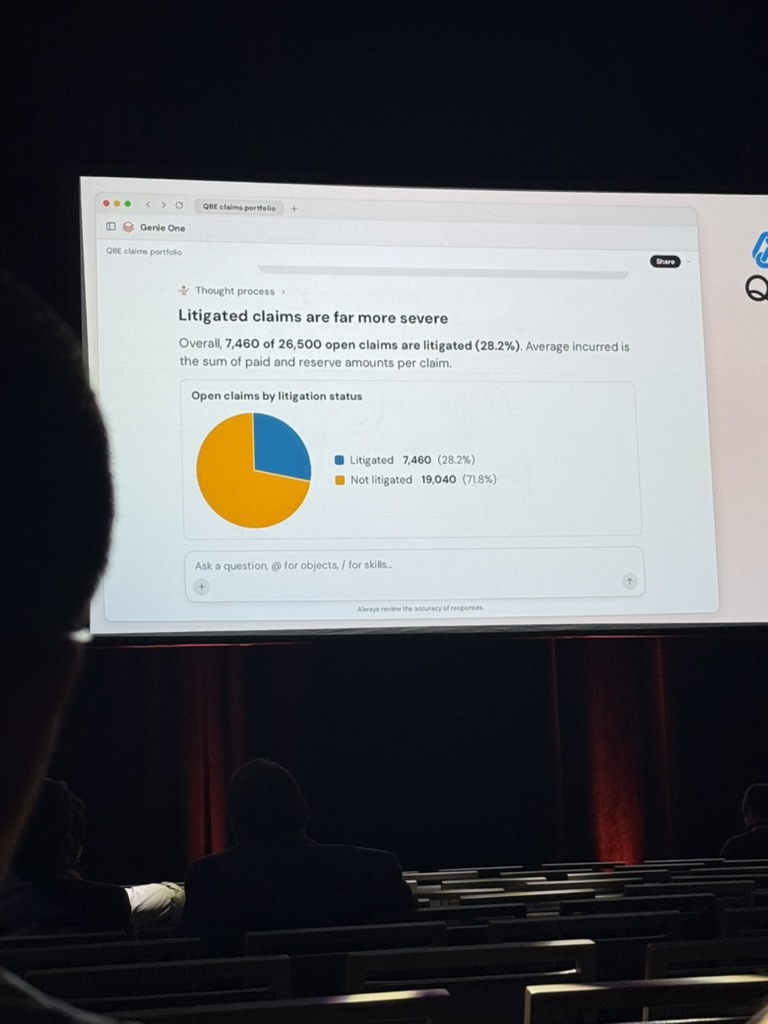 QBE claims portfolio
Genie One
QBE claims portfolio
Share
Thought process
Litigated claims are far more severe
Overall, 7,460 of 26,500 open claims are litigated (28.2%). Average incurred is
the sum of paid and reserve amounts per claim.
Open claims by litigation status
Litigated 7,460 (28.2%)
Not litigated 19,040 (71.8%)
Ask a question, @ for objects, / for skills...
Always review the accuracy of responses.
Q